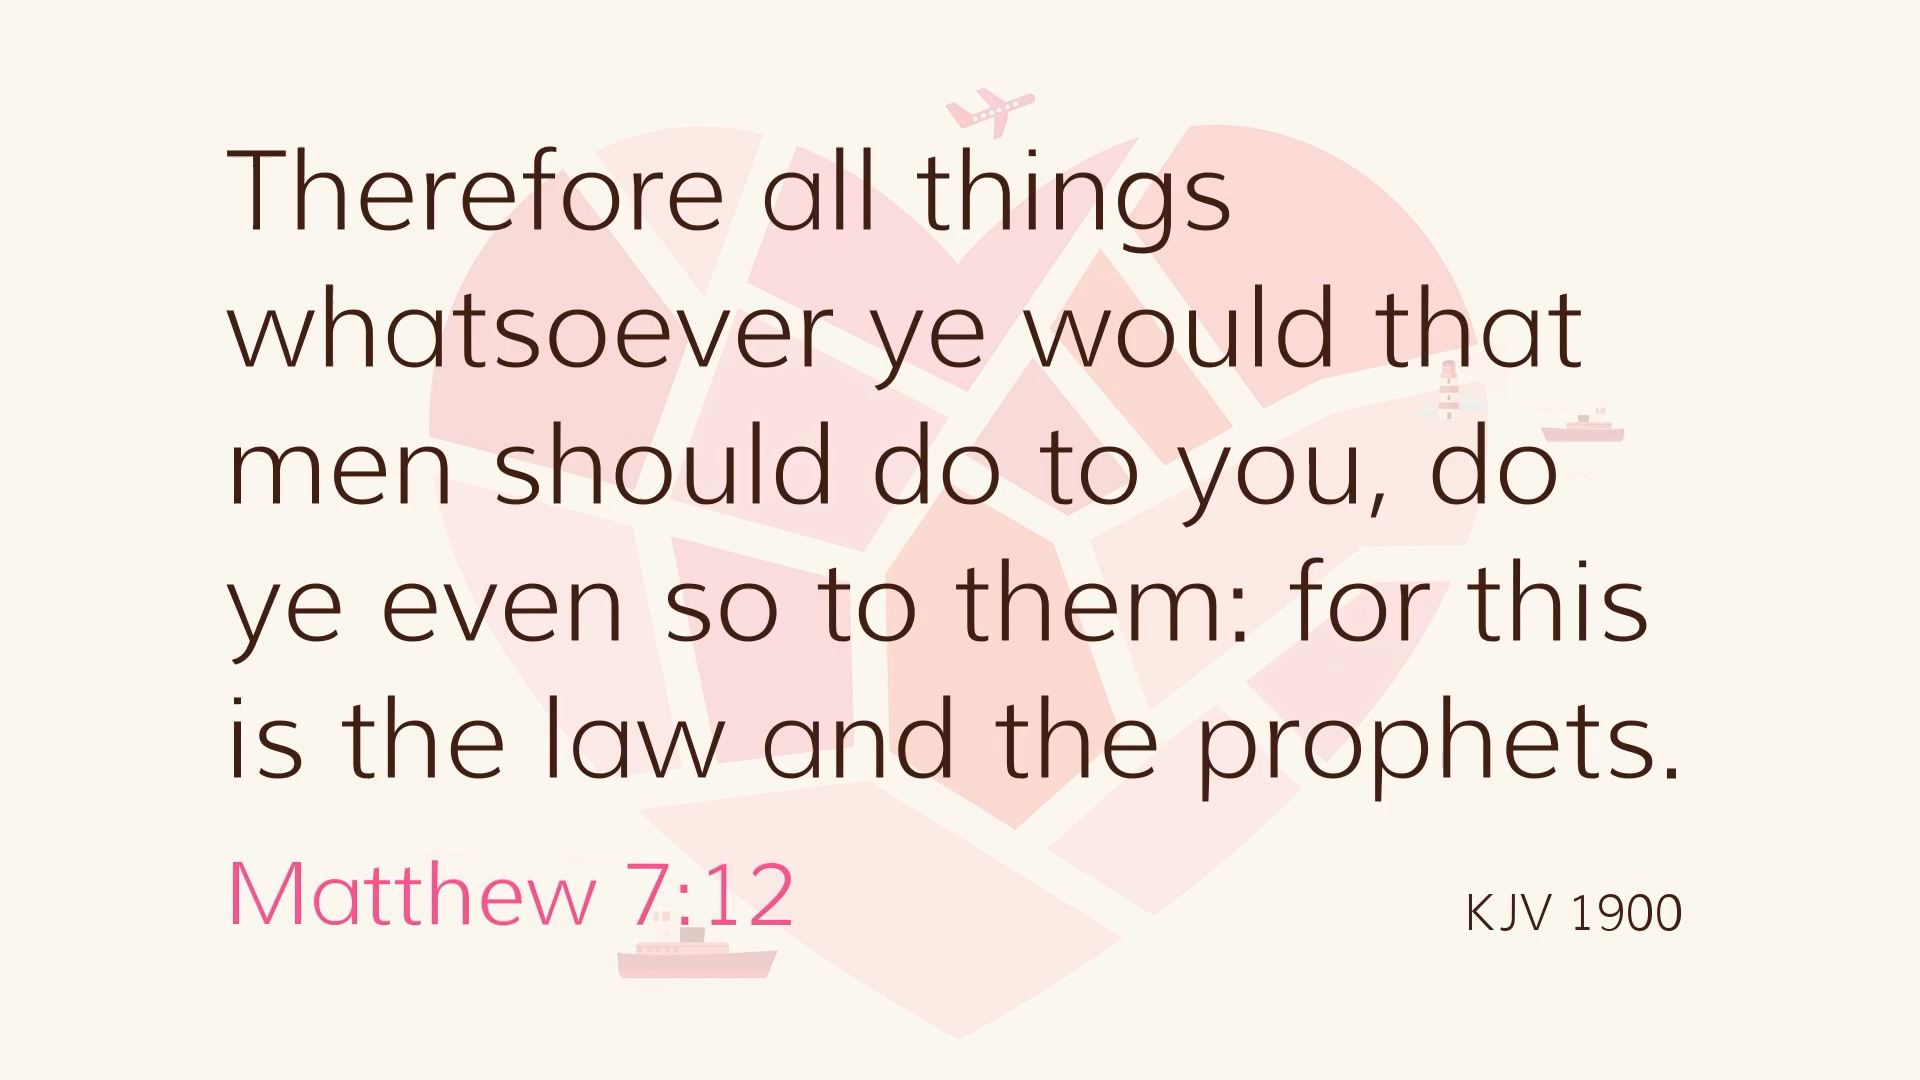 Therefore all things
whatsoever ye would that
men should do to you, do
ye even so to them: for this
is the law and the prophets.
Matthew 7:12
KJV 1900